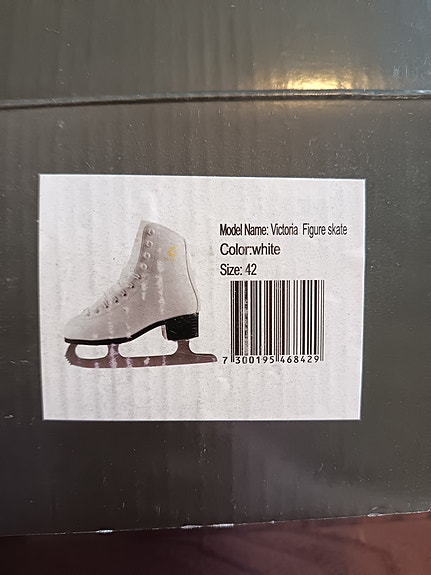 Model Name: Victoria Figure skate
Color:white
Size: 42
7 300195 468429